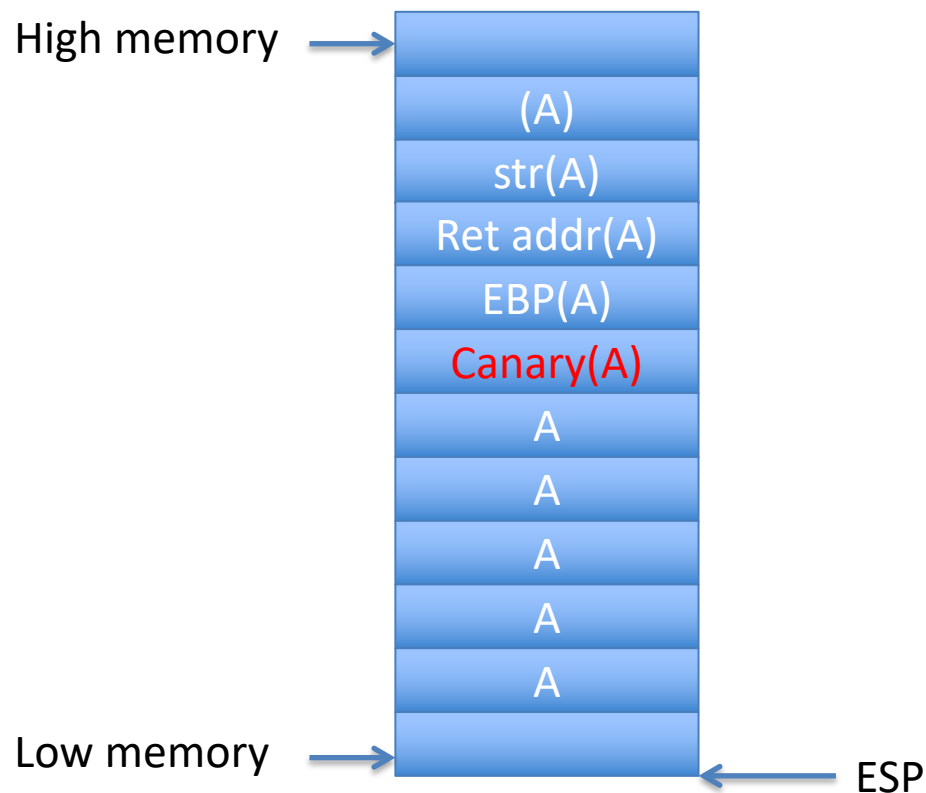 High memory
(A)
str(A)
Ret addr(A)
EBP(A)
Canary(A)
A
A
A
A
A
Low memory
ESP